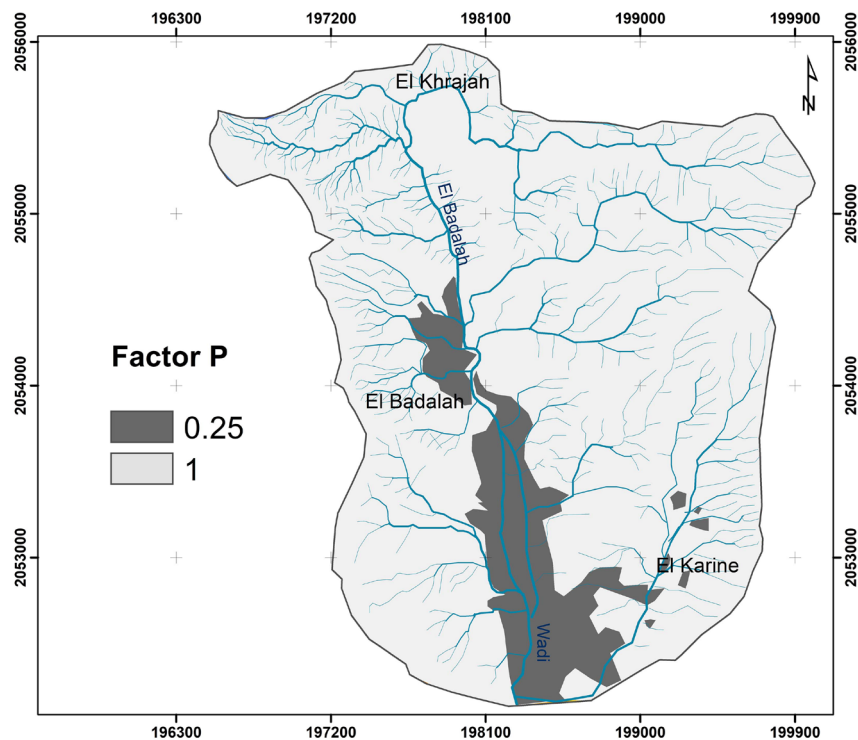 196300 197200 198100 199000 199900
2056000 2056000
El Khrajah
N
El Badalah
2055000 2055000
Factor P
0.25
1
2054000 2054000
El Badalah
2053000 2053000
El Karine
Wadi
196300 197200 198100 199000 199900